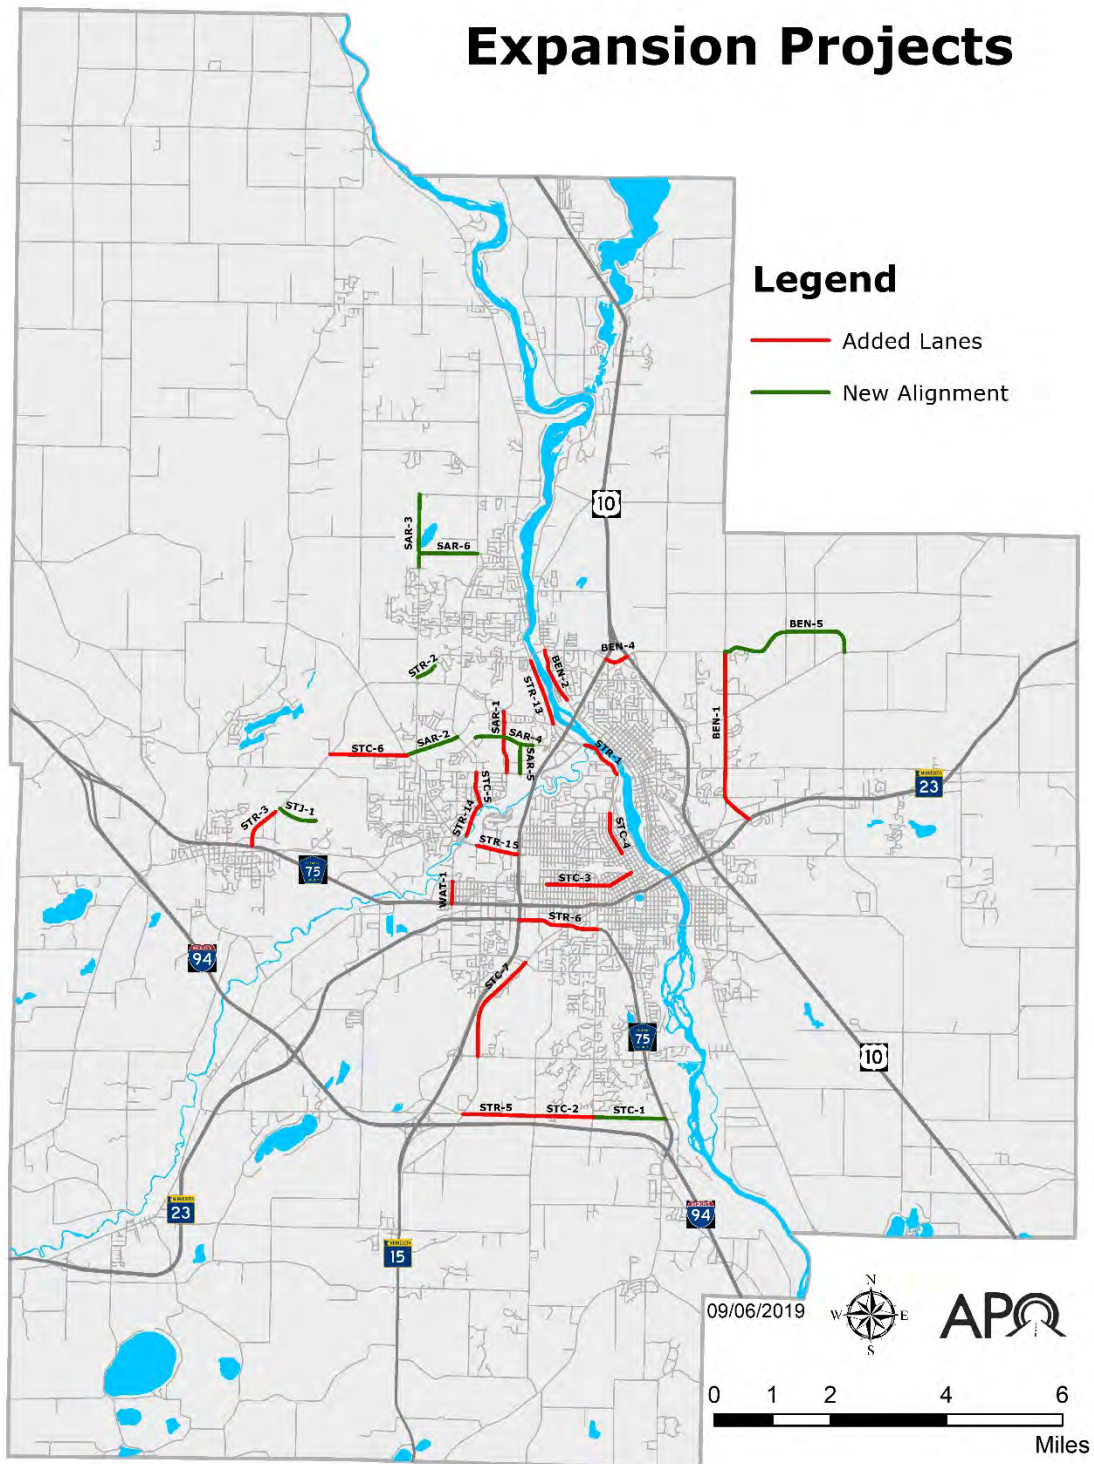 Expansion Projects
Legend
Added Lanes
New Alignment
10
SAR-3
SAR-6
BEN-5
BEN-4
BEN-2
STR-2
STR-13
BEN-1
SAR-1
SAR-4
SAR-2
STC-6
SAR-5
STR-1
STC-5
MINNESOTA
23
STJ-1
STR-3
STR-14
STC-4
STR-15
75
WAT-1
STC-3
STR-6
94
STC-7
75
10
STR-5
STC-2
STC-1
MINNESOTA
23
94
MINNESOTA
15
09/06/2019
N
W
E
S
APO
0 1 2 4 6
Miles